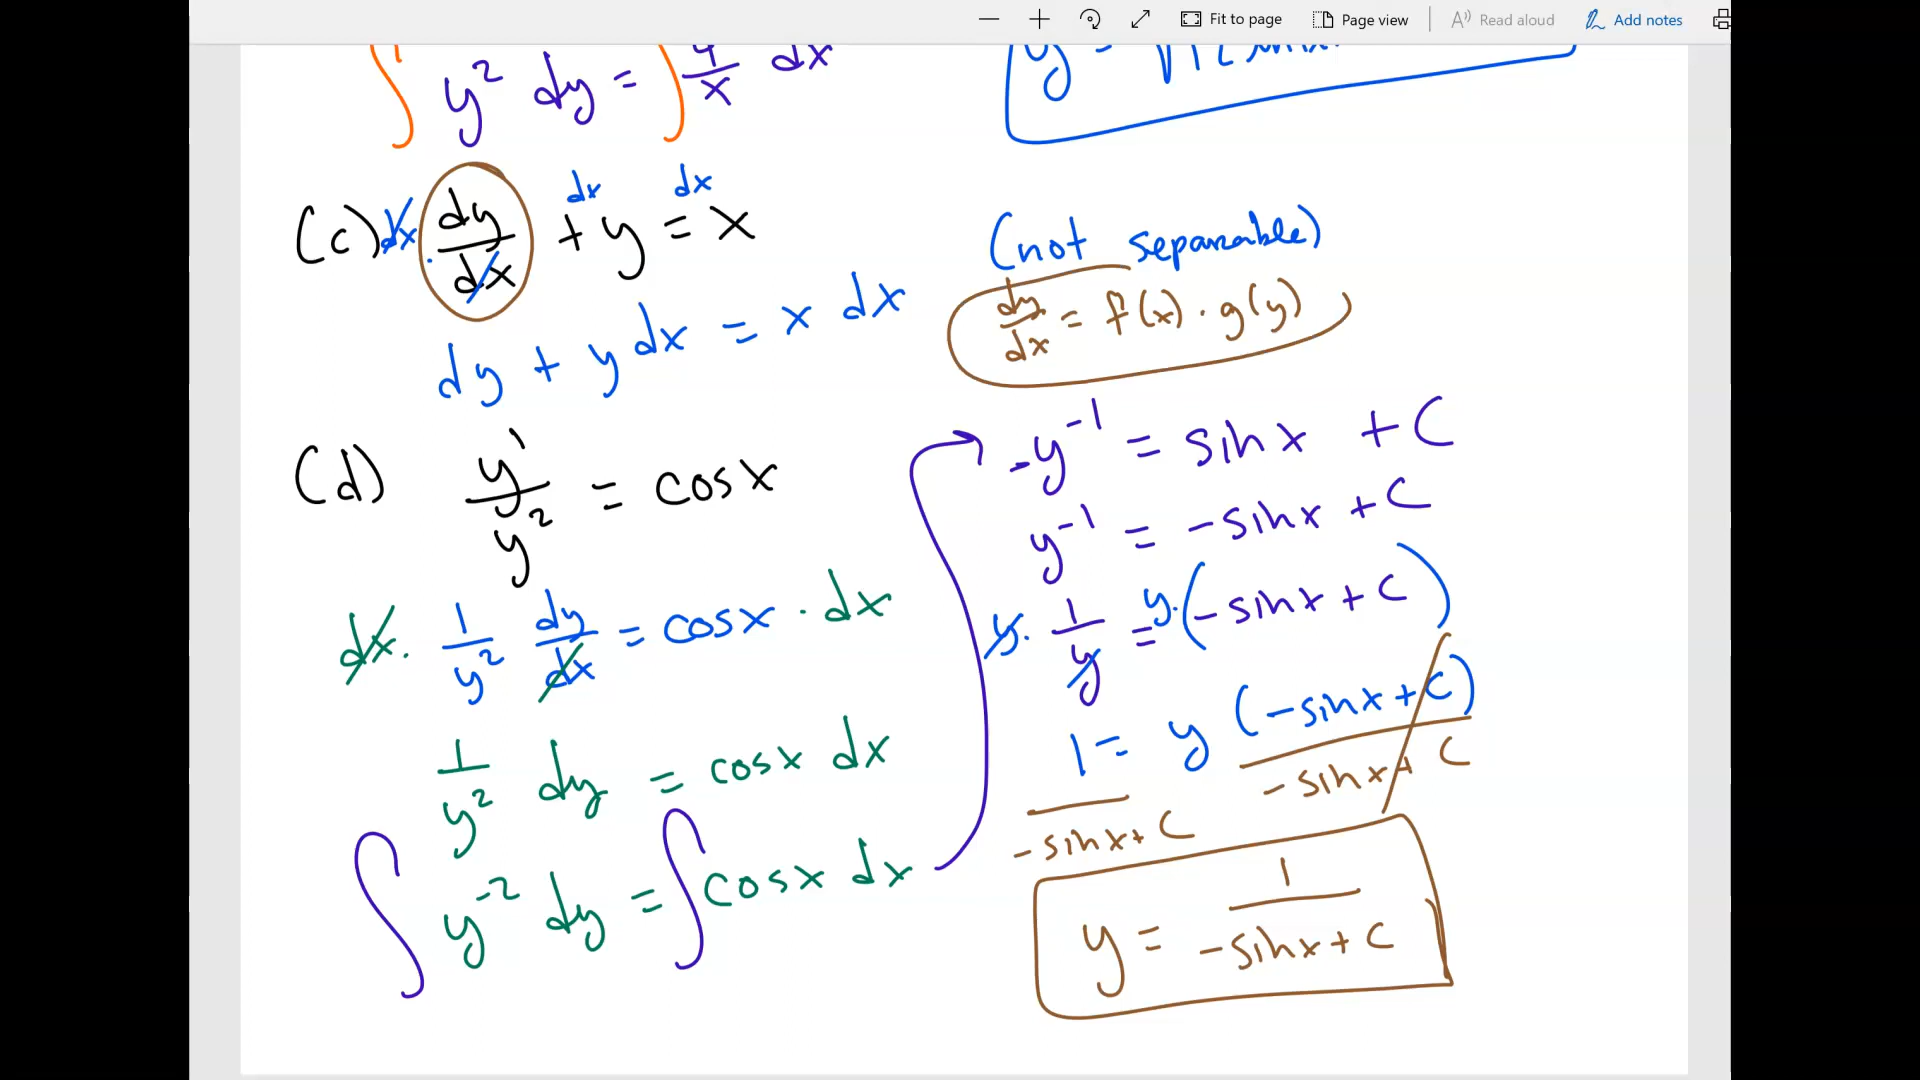 Fit to page Page view Read aloud Add notes
∫ y² dy = ∫ 4/x dx
y =
(c) dx · dy/dx + y = x
dx dx
dy + y dx = x dx
(not separable)
dy/dx = f(x) · g(y)
(d) y'/y² = cos x
dx · 1/y² dy/dx = cos x · dx
1/y² dy = cos x dx
∫ y⁻² dy = ∫ cos x dx
-y⁻¹ = sin x + C
y⁻¹ = -sin x + C
y · 1/y = y · (-sin x + C)
1 = y (-sin x + C)
-sin x + C -sin x + C
y = 1/(-sin x + C)